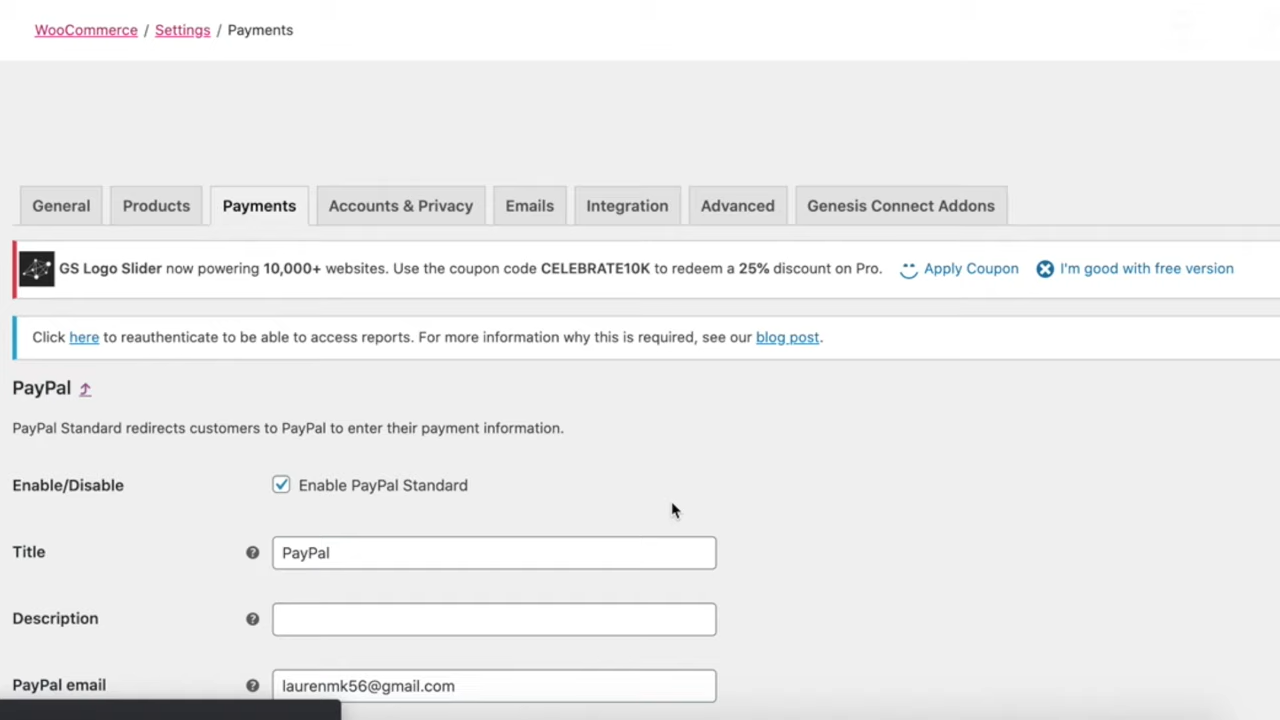 WooCommerce / Settings / Payments
General Products Payments Accounts & Privacy Emails Integration Advanced Genesis Connect Addons
GS Logo Slider now powering 10,000+ websites. Use the coupon code CELEBRATE10K to redeem a 25% discount on Pro. Apply Coupon I'm good with free version
Click here to reauthenticate to be able to access reports. For more information why this is required, see our blog post.
PayPal
PayPal Standard redirects customers to PayPal to enter their payment information.
Enable/Disable Enable PayPal Standard
Title PayPal
Description
PayPal email laurenmk56@gmail.com